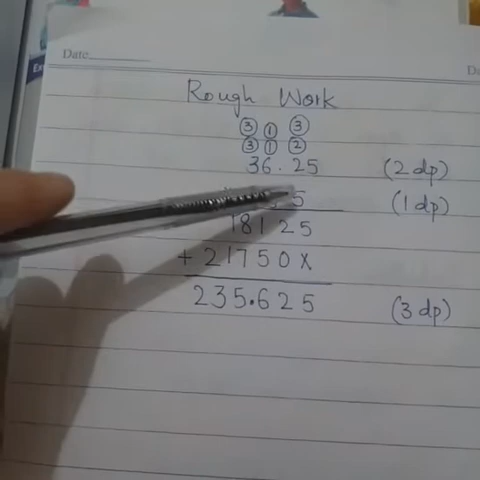 Date
Rough Work
③ ① ③
③ ① ②
36.25 (2 dp)
5 (1 dp)
18125
+ 21750 X
235.625 (3 dp)